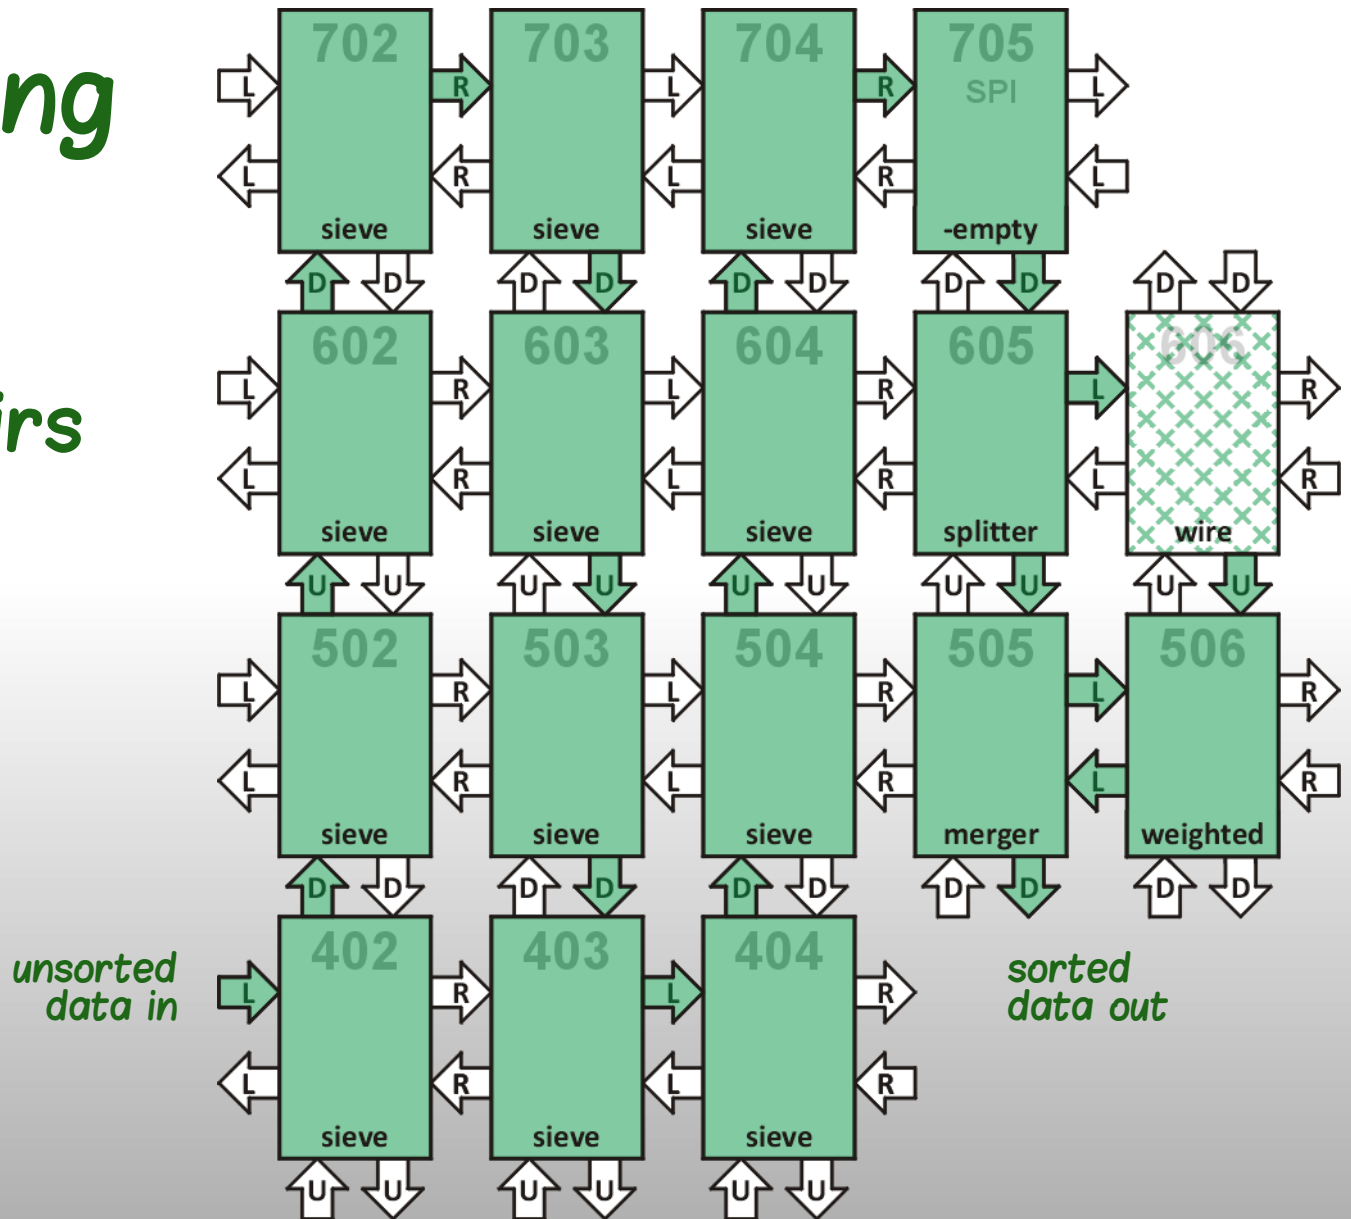 702 703 704 705
ng
L R L R SPI L
L R L R L
sieve sieve sieve -empty
D D D D D D D D D D
602 603 604 605 606
L R L R L R
irs
L R L R L R
sieve sieve sieve splitter wire
U U U U U U U U U U
502 503 504 505 506
L R L R L R
L R L R L R
sieve sieve sieve merger weighted
D D D D D D D D D D
402 403 404
unsorted
data in
L R L R
sorted
data out
L R L R
sieve sieve sieve
U U U U U U